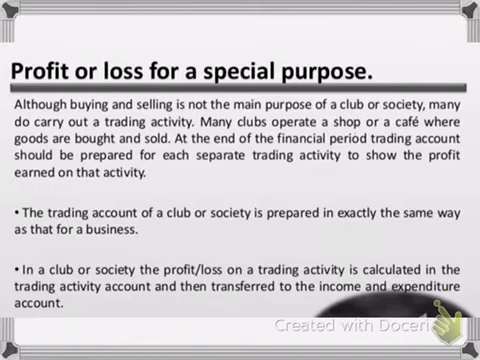 Profit or loss for a special purpose.
Although buying and selling is not the main purpose of a club or society, many
do carry out a trading activity. Many clubs operate a shop or a café where
goods are bought and sold. At the end of the financial period trading account
should be prepared for each separate trading activity to show the profit
earned on that activity.
• The trading account of a club or society is prepared in exactly the same way
as that for a business.
• In a club or society the profit/loss on a trading activity is calculated in the
trading activity account and then transferred to the income and expenditure
account.
Created with Doceri